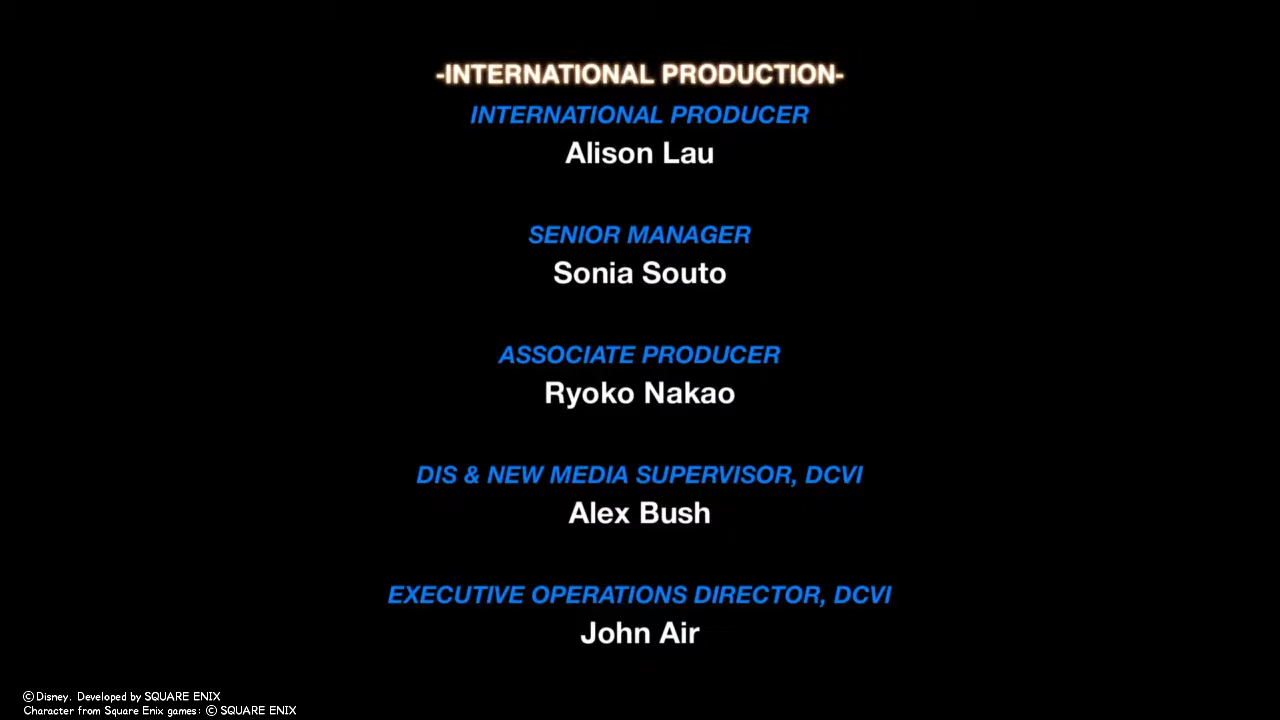 -INTERNATIONAL PRODUCTION-
INTERNATIONAL PRODUCER
Alison Lau
SENIOR MANAGER
Sonia Souto
ASSOCIATE PRODUCER
Ryoko Nakao
DIS & NEW MEDIA SUPERVISOR, DCVI
Alex Bush
EXECUTIVE OPERATIONS DIRECTOR, DCVI
John Air
©Disney. Developed by SQUARE ENIX
Character from Square Enix games: © SQUARE ENIX